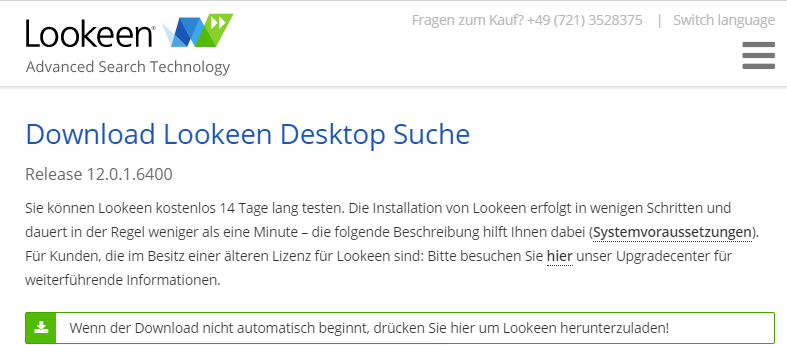 Fragen zum Kauf? +49 (721) 3528375 | Switch language
Lookeen®
Advanced Search Technology
Download Lookeen Desktop Suche
Release 12.0.1.6400
Sie können Lookeen kostenlos 14 Tage lang testen. Die Installation von Lookeen erfolgt in wenigen Schritten und
dauert in der Regel weniger als eine Minute – die folgende Beschreibung hilft Ihnen dabei (Systemvoraussetzungen).
Für Kunden, die im Besitz einer älteren Lizenz für Lookeen sind: Bitte besuchen Sie hier unser Upgradecenter für
weiterführende Informationen.
Wenn der Download nicht automatisch beginnt, drücken Sie hier um Lookeen herunterzuladen!